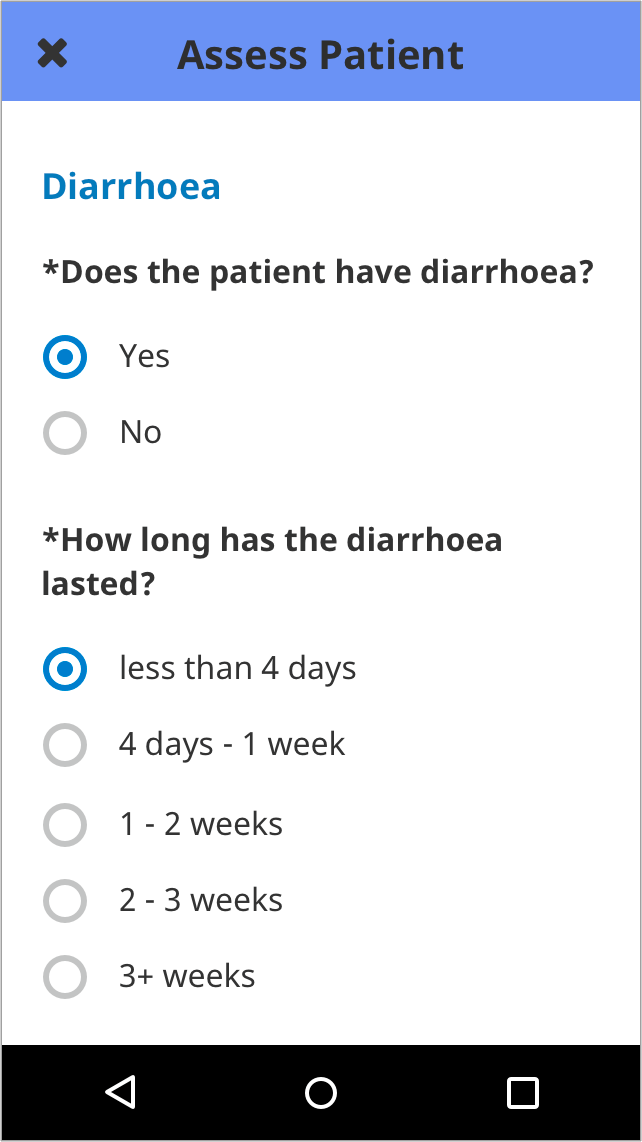 Assess Patient
Diarrhoea
*Does the patient have diarrhoea?
Yes
No
*How long has the diarrhoea
lasted?
less than 4 days
4 days - 1 week
1 - 2 weeks
2 - 3 weeks
3+ weeks